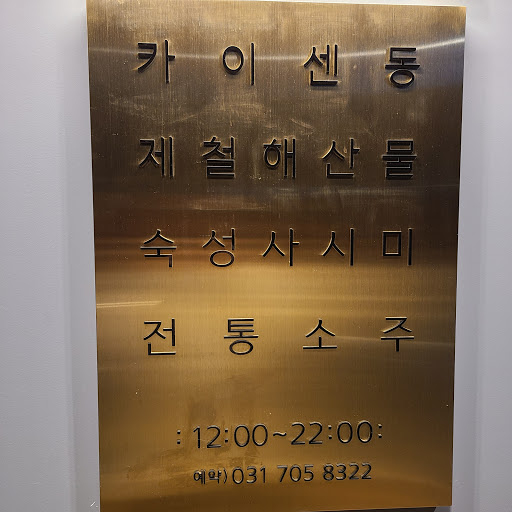 카이센동
제철해산물
숙성사시미
전통소주
:12:00~22:00:
예약)031 705 8322